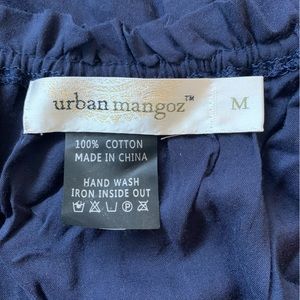 urban mangoz™ M
100% COTTON
MADE IN CHINA
HAND WASH
IRON INSIDE OUT